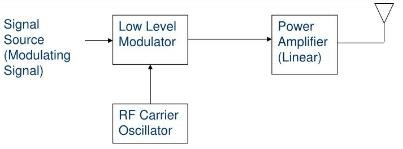 Signal
Source
(Modulating
Signal)
Low Level
Modulator
Power
Amplifier
(Linear)
RF Carrier
Oscillator